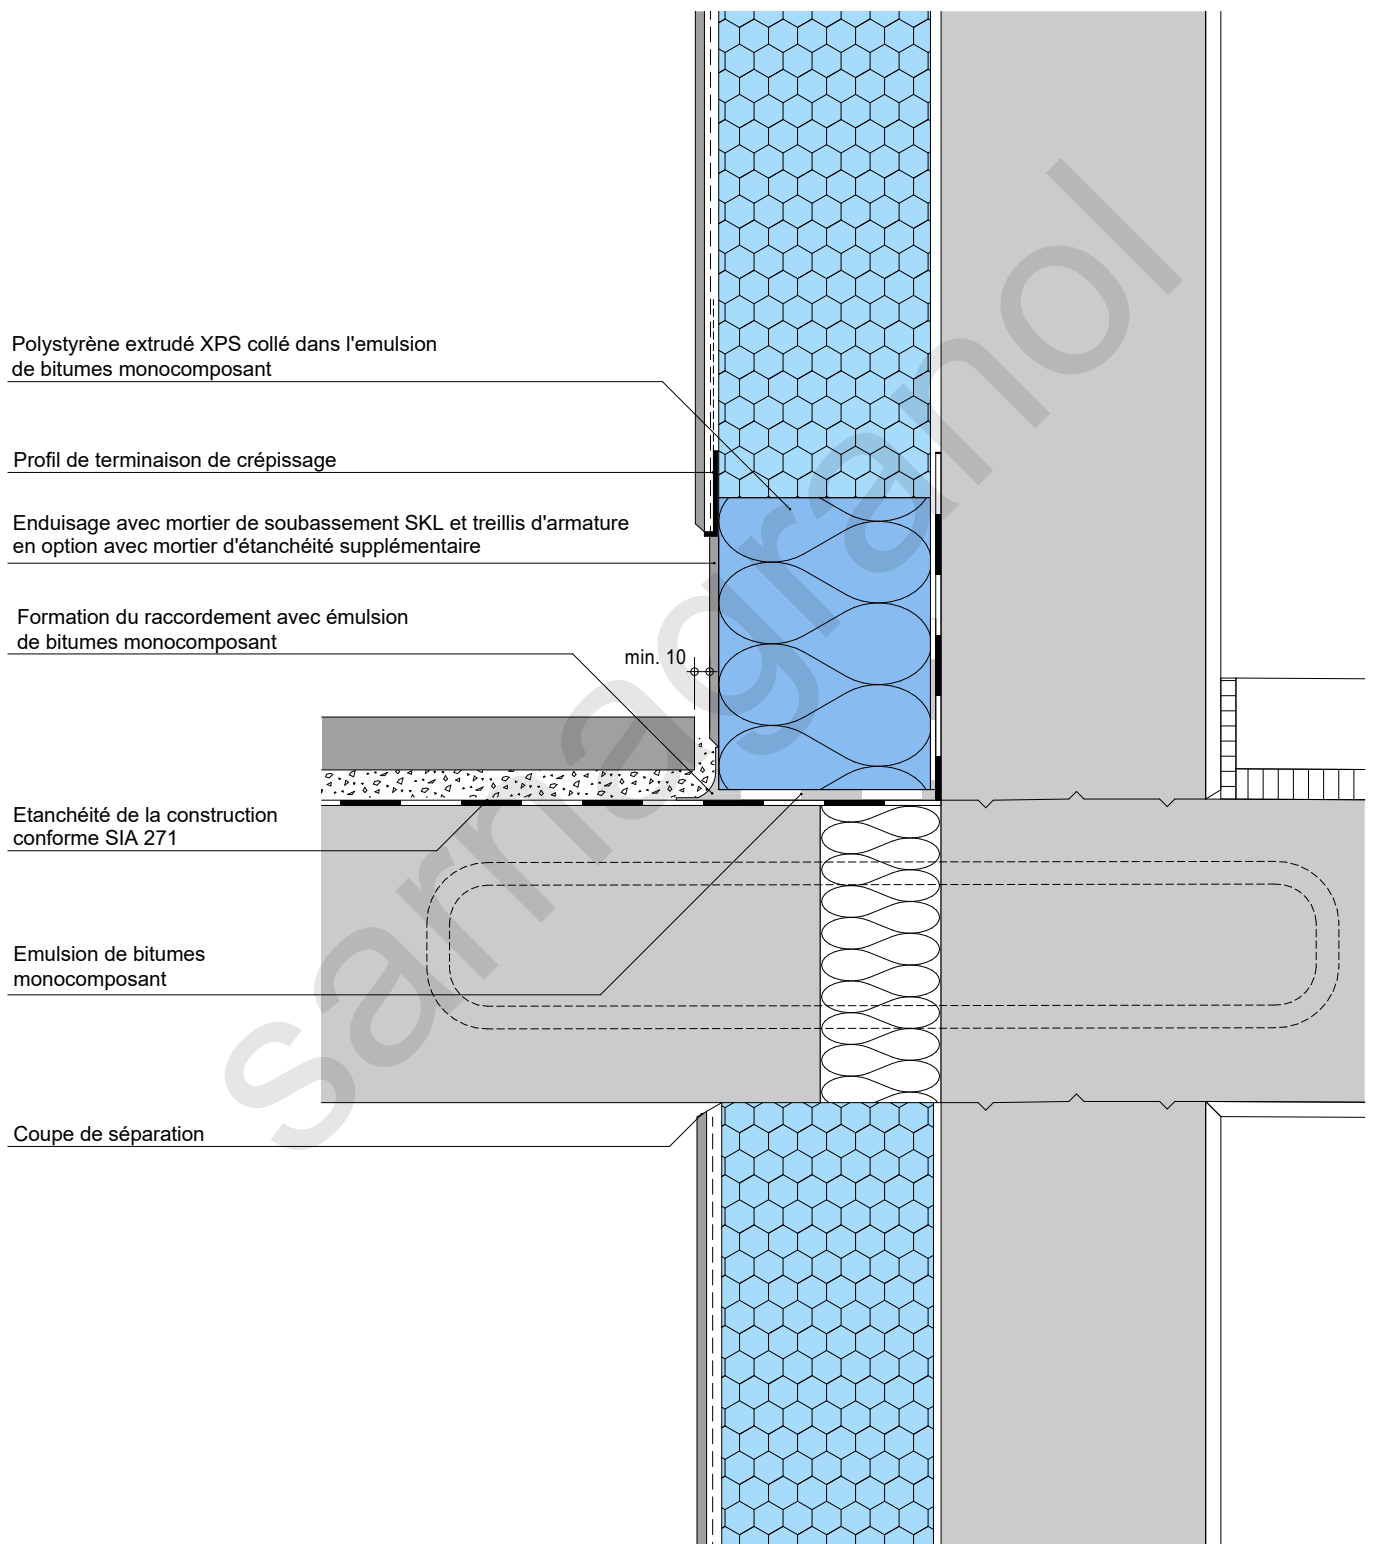 Polystyrène extrudé XPS collé dans l'emulsion
de bitumes monocomposant
Profil de terminaison de crépissage
Enduisage avec mortier de soubassement SKL et treillis d'armature
en option avec mortier d'étanchéité supplémentaire
Formation du raccordement avec émulsion
de bitumes monocomposant
min. 10
Etanchéité de la construction
conforme SIA 271
Emulsion de bitumes
monocomposant
Coupe de séparation
sarnagranol